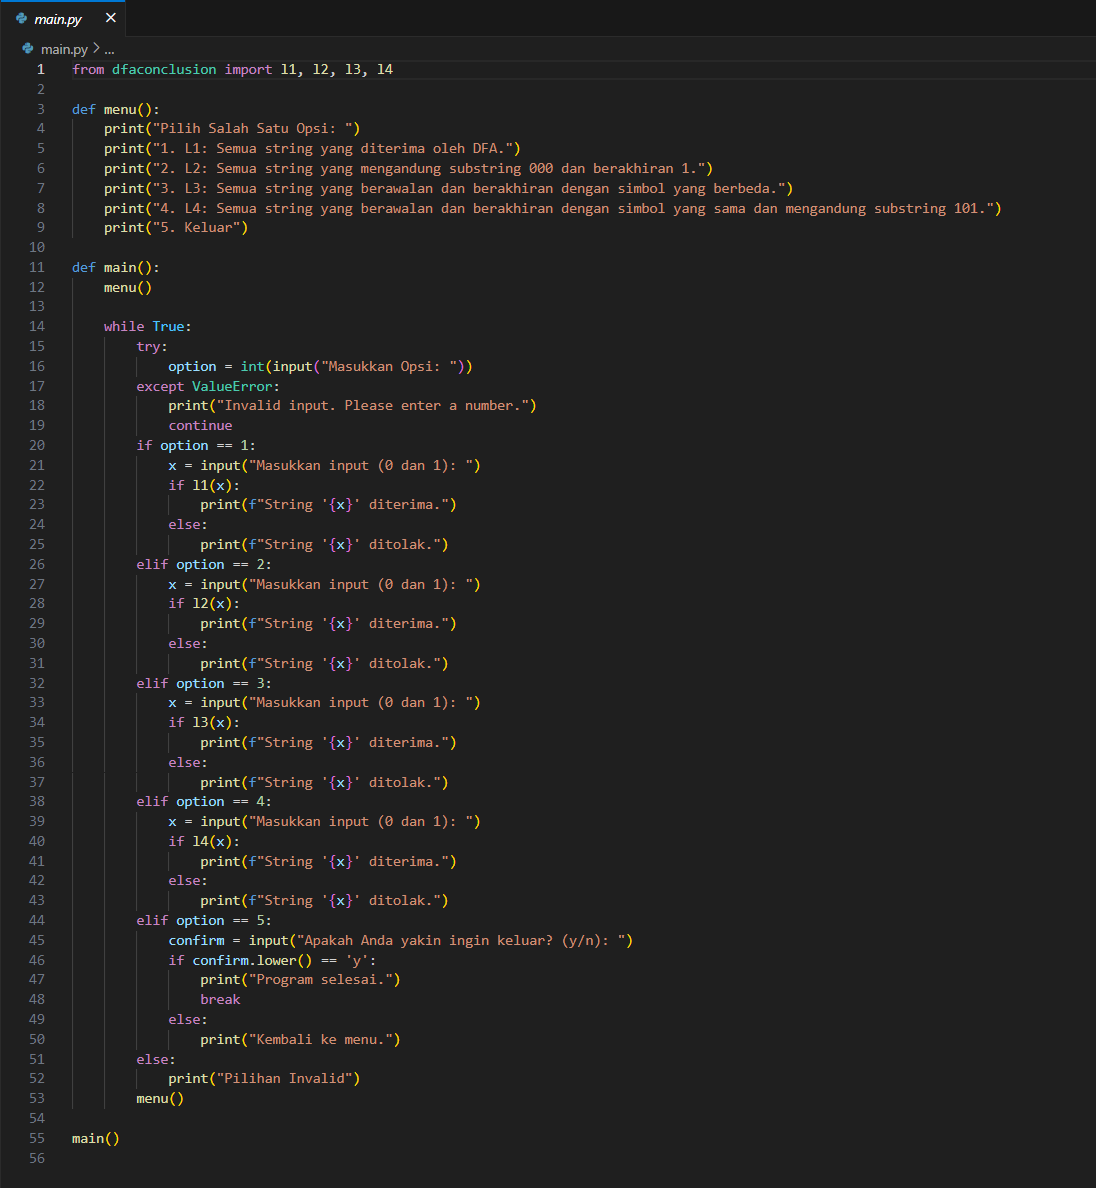 main.py ×
main.py > ...
1 from dfaconclusion import l1, l2, l3, l4
2
3 def menu():
4     print("Pilih Salah Satu Opsi: ")
5     print("1. L1: Semua string yang diterima oleh DFA.")
6     print("2. L2: Semua string yang mengandung substring 000 dan berakhiran 1.")
7     print("3. L3: Semua string yang berawalan dan berakhiran dengan simbol yang berbeda.")
8     print("4. L4: Semua string yang berawalan dan berakhiran dengan simbol yang sama dan mengandung substring 101.")
9     print("5. Keluar")
10
11 def main():
12     menu()
13
14     while True:
15         try:
16             option = int(input("Masukkan Opsi: "))
17         except ValueError:
18             print("Invalid input. Please enter a number.")
19             continue
20         if option == 1:
21             x = input("Masukkan input (0 dan 1): ")
22             if l1(x):
23                 print(f"String '{x}' diterima.")
24             else:
25                 print(f"String '{x}' ditolak.")
26         elif option == 2:
27             x = input("Masukkan input (0 dan 1): ")
28             if l2(x):
29                 print(f"String '{x}' diterima.")
30             else:
31                 print(f"String '{x}' ditolak.")
32         elif option == 3:
33             x = input("Masukkan input (0 dan 1): ")
34             if l3(x):
35                 print(f"String '{x}' diterima.")
36             else:
37                 print(f"String '{x}' ditolak.")
38         elif option == 4:
39             x = input("Masukkan input (0 dan 1): ")
40             if l4(x):
41                 print(f"String '{x}' diterima.")
42             else:
43                 print(f"String '{x}' ditolak.")
44         elif option == 5:
45             confirm = input("Apakah Anda yakin ingin keluar? (y/n): ")
46             if confirm.lower() == 'y':
47                 print("Program selesai.")
48                 break
49             else:
50                 print("Kembali ke menu.")
51         else:
52             print("Pilihan Invalid")
53         menu()
54
55 main()
56